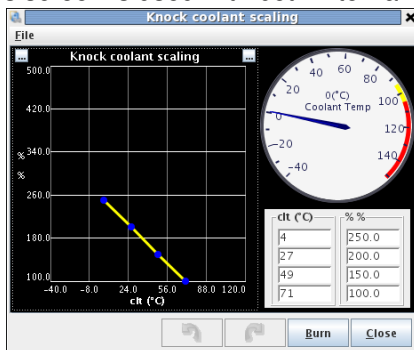 Knock coolant scaling
File
... Knock coolant scaling ...
500.0
420.0
% 340.0
%
260.0
180.0
100.0
-40.0 -8.0 24.0 56.0 88.0 120.0
clt (°C)
-40 -20 0 20 40 60 80 100 120 140
0(°C)
Coolant Temp
clt (°C) % %
4 250.0
27 200.0
49 150.0
71 100.0
Burn Close